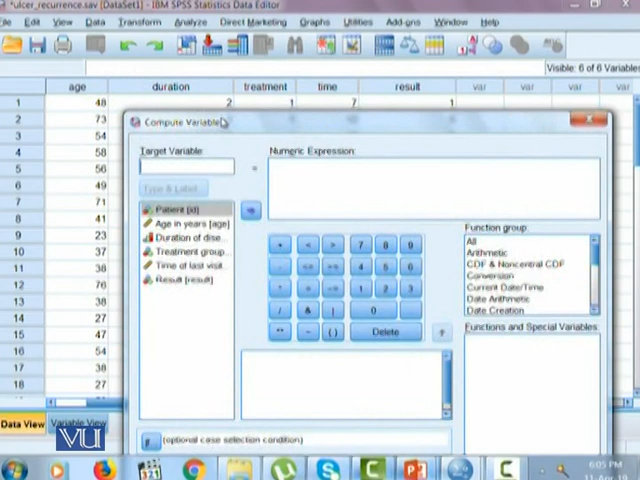 *ulcer_recurrence.sav [DataSet1] - IBM SPSS Statistics Data Editor
File Edit View Data Transform Analyze Direct Marketing Graphs Utilities Add-ons Window Help
Visible: 6 of 6 Variables
age duration treatment time result var var var var
1 48 2 1 7 1
2 73
3 54
4 58
5 56
6 49
7 71
8 41
9 23
10 37
11 38
12 76
13 38
14 27
15 47
16 54
17 38
18 27
Compute Variable
Target Variable:
=
Numeric Expression:
Type & Label...
Patient [id]
Age in years [age]
Duration of dise...
Treatment group...
Time of last visit...
Result [result]
+ < > 7 8 9
- <= >= 4 5 6
* = ~= 1 2 3
/ & | 0 .
** ~ ( ) Delete
Function group:
All
Arithmetic
CDF & Noncentral CDF
Conversion
Current Date/Time
Date Arithmetic
Date Creation
Functions and Special Variables:
If... (optional case selection condition)
Data View Variable View
VU
321
6:05 PM
11-Apr-19